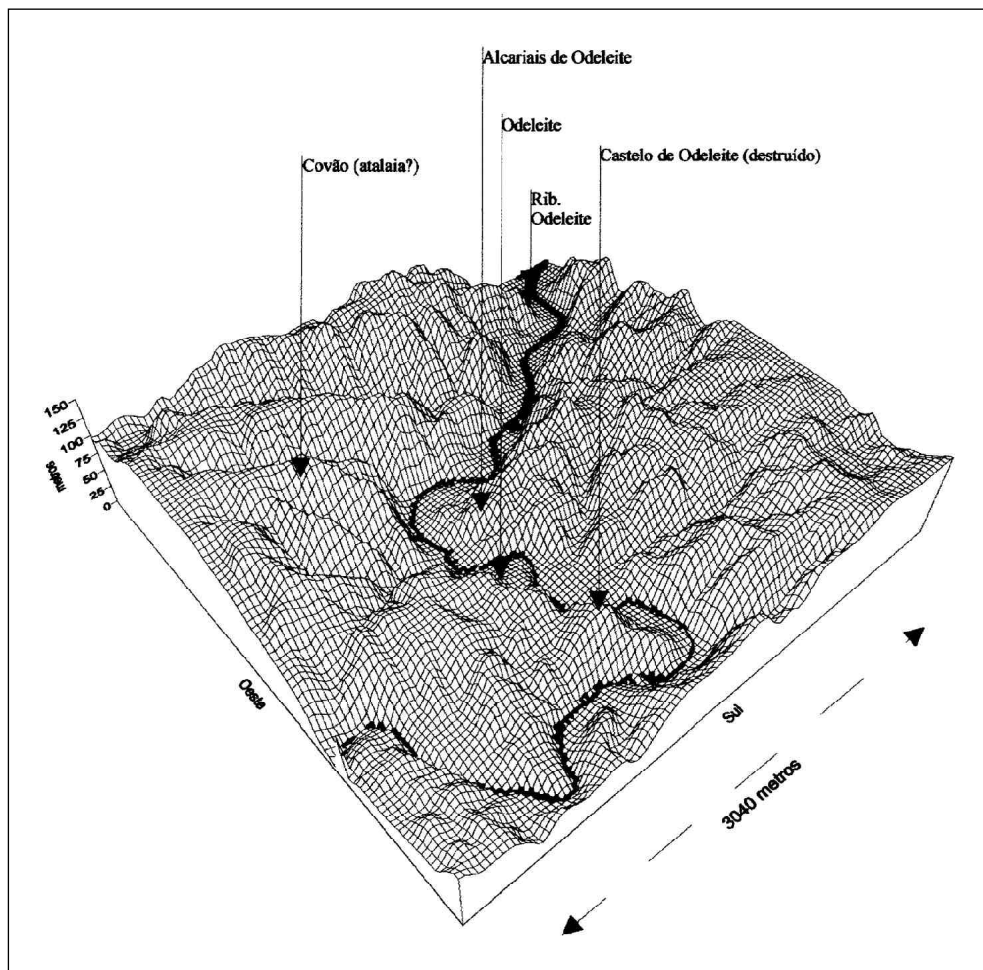 Alcariais de Odeleite
Odeleite
Covão (atalaia?)
Castelo de Odeleite (destruído)
Rib.
Odeleite
150
125
100
75
50
25
0
metros
Oeste
Sul
3040 metros